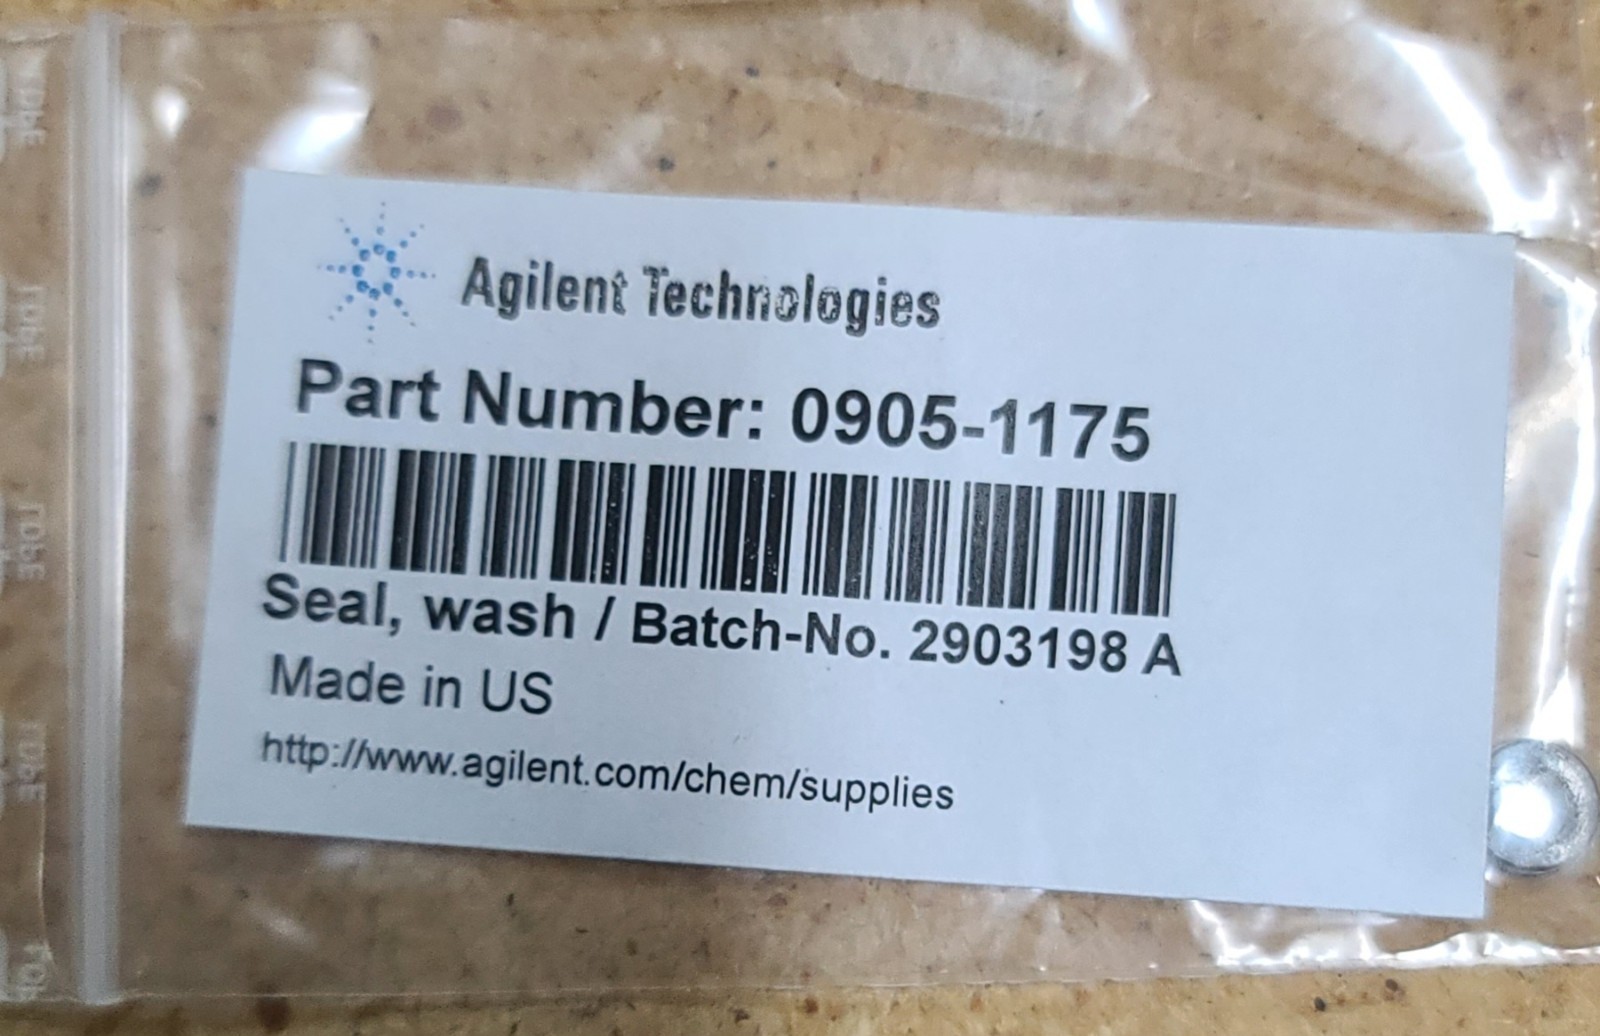 Agilent Technologies
Part Number: 0905-1175
Seal, wash / Batch-No. 2903198 A
Made in US
http://www.agilent.com/chem/supplies